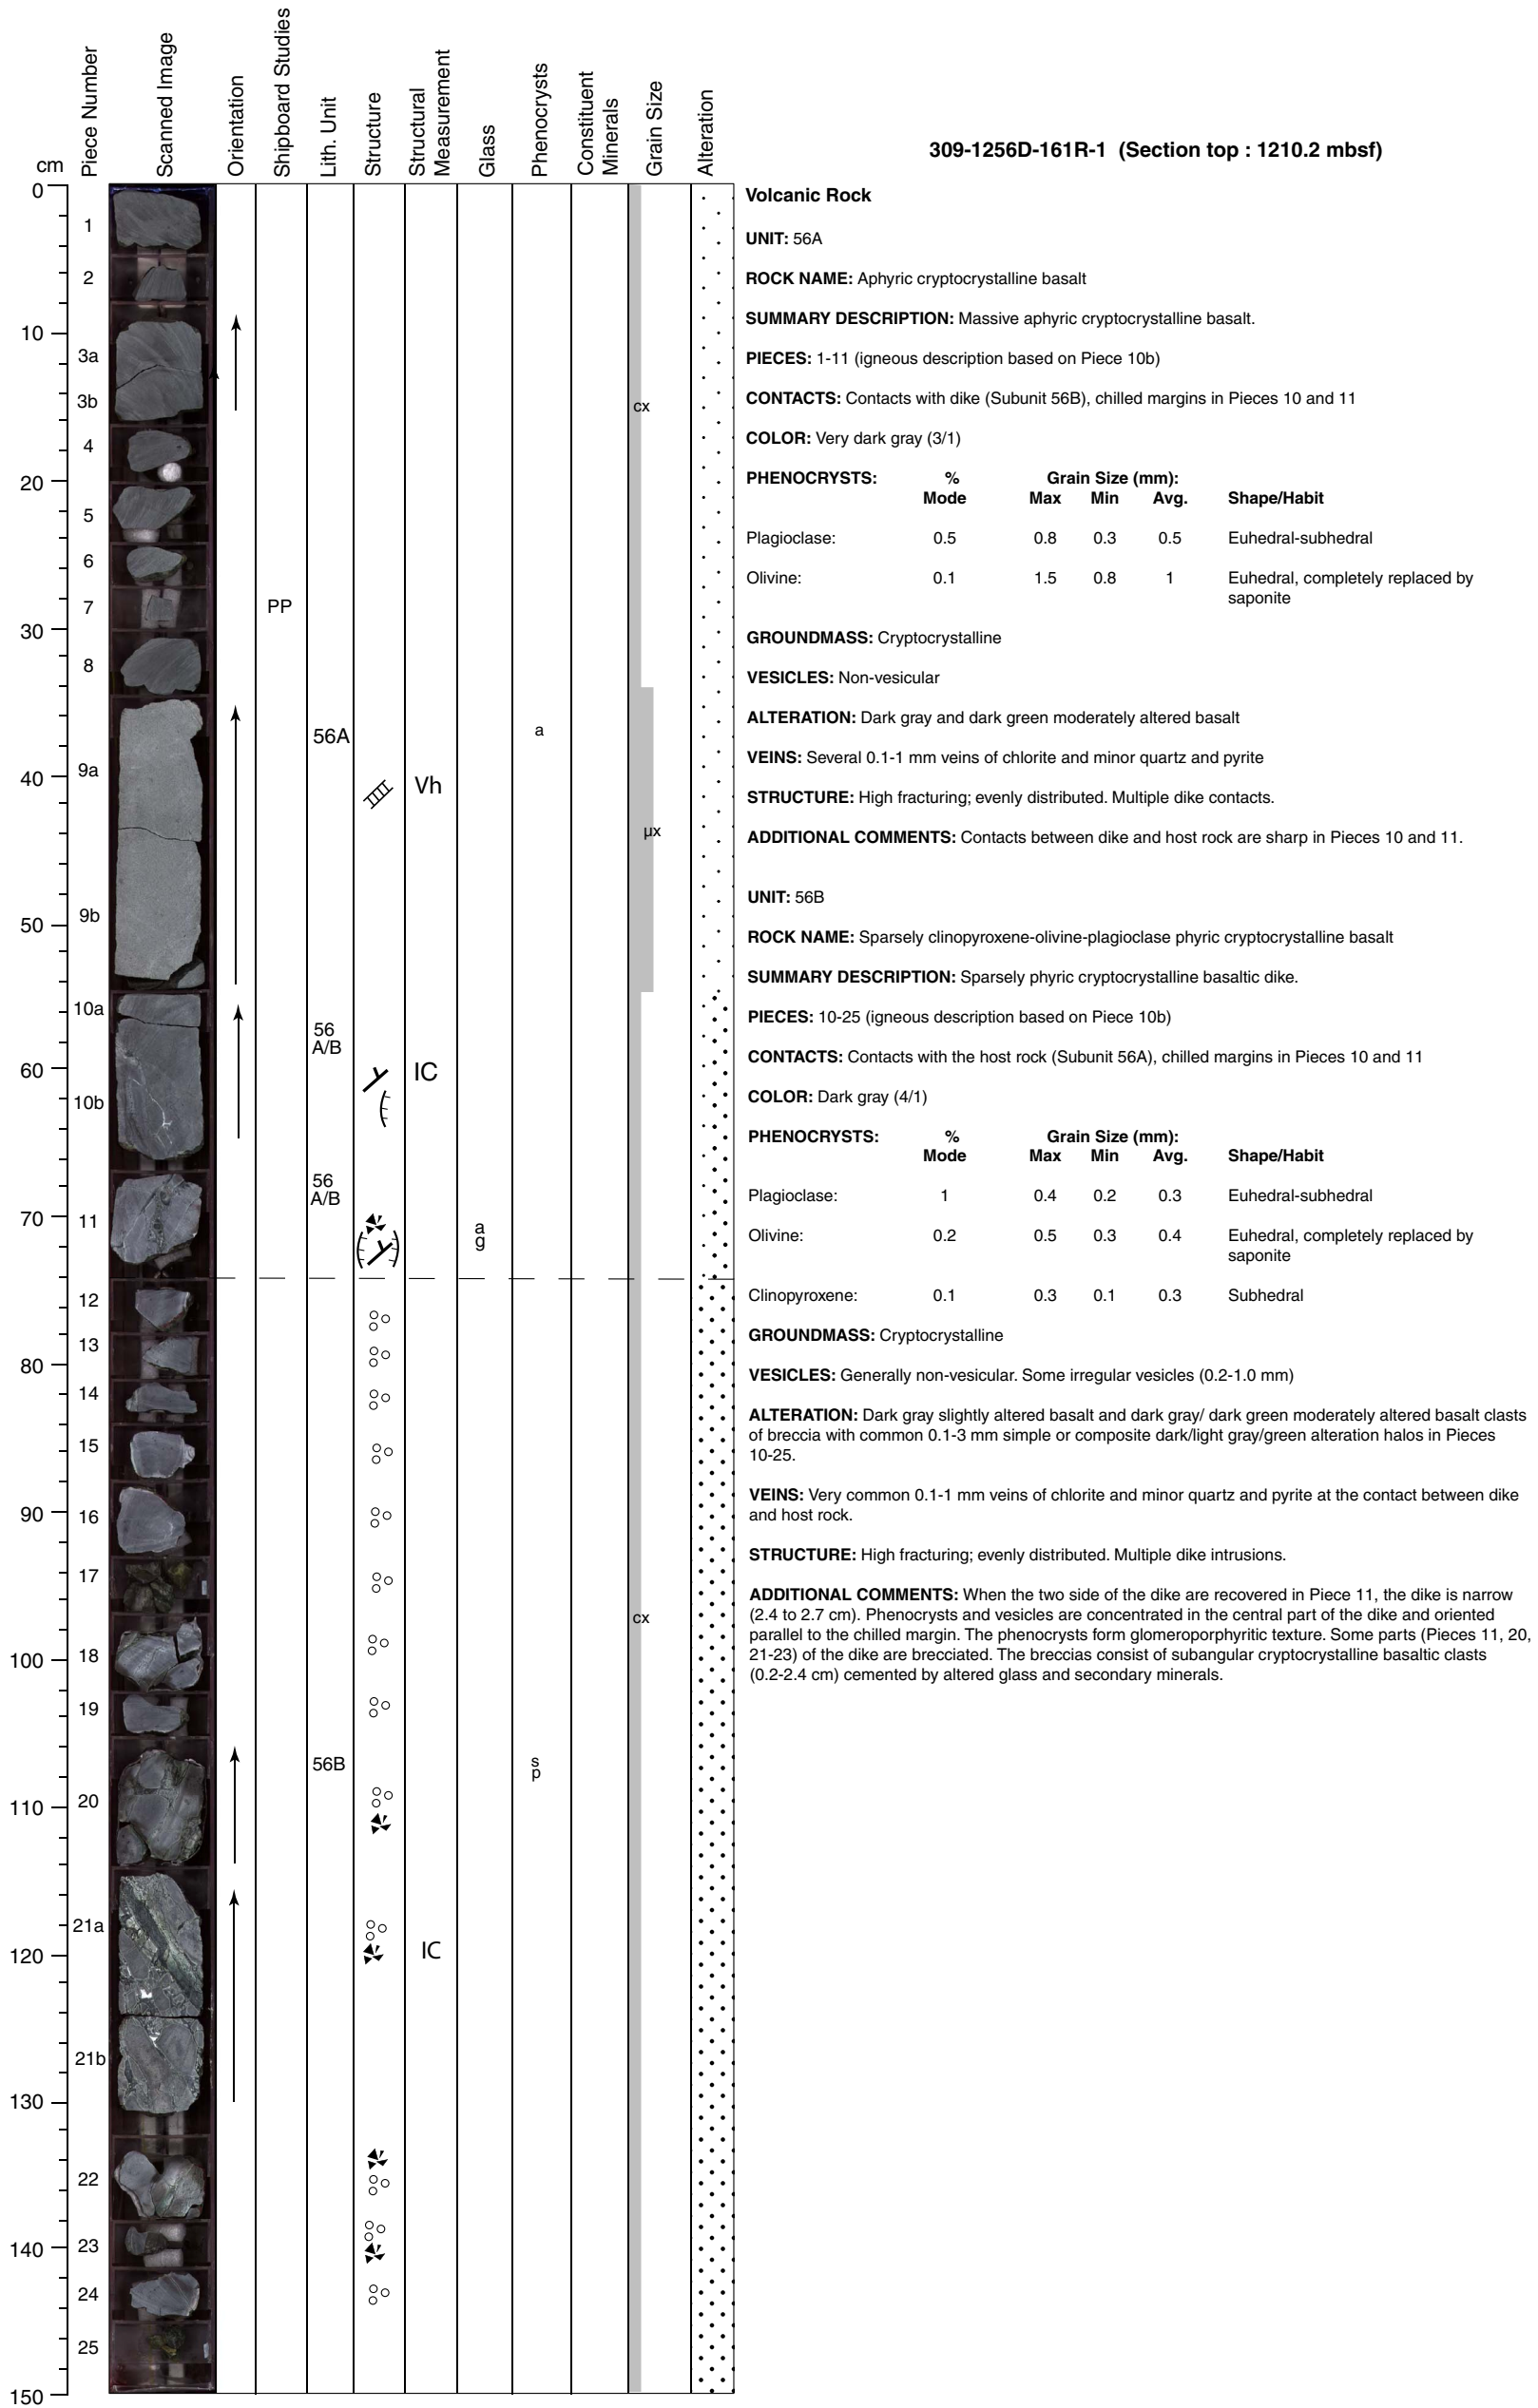 cm
Piece Number
Scanned Image
Orientation
Shipboard Studies
Lith. Unit
Structure
Structural
Measurement
Glass
Phenocrysts
Constituent
Minerals
Grain Size
Alteration
0
10
20
30
40
50
60
70
80
90
100
110
120
130
140
150
1
2
3a
3b
4
5
6
7
8
9a
9b
10a
10b
11
12
13
14
15
16
17
18
19
20
21a
21b
22
23
24
25
PP
56A
56
A/B
56
A/B
56B
Vh
IC
IC
a
g
a
s
p
cx
µx
cx
309-1256D-161R-1 (Section top : 1210.2 mbsf)
Volcanic Rock
UNIT: 56A
ROCK NAME: Aphyric cryptocrystalline basalt
SUMMARY DESCRIPTION: Massive aphyric cryptocrystalline basalt.
PIECES: 1-11 (igneous description based on Piece 10b)
CONTACTS: Contacts with dike (Subunit 56B), chilled margins in Pieces 10 and 11
COLOR: Very dark gray (3/1)
PHENOCRYSTS: % Grain Size (mm):
Mode Max Min Avg. Shape/Habit
Plagioclase: 0.5 0.8 0.3 0.5 Euhedral-subhedral
Olivine: 0.1 1.5 0.8 1 Euhedral, completely replaced by
saponite
GROUNDMASS: Cryptocrystalline
VESICLES: Non-vesicular
ALTERATION: Dark gray and dark green moderately altered basalt
VEINS: Several 0.1-1 mm veins of chlorite and minor quartz and pyrite
STRUCTURE: High fracturing; evenly distributed. Multiple dike contacts.
ADDITIONAL COMMENTS: Contacts between dike and host rock are sharp in Pieces 10 and 11.
UNIT: 56B
ROCK NAME: Sparsely clinopyroxene-olivine-plagioclase phyric cryptocrystalline basalt
SUMMARY DESCRIPTION: Sparsely phyric cryptocrystalline basaltic dike.
PIECES: 10-25 (igneous description based on Piece 10b)
CONTACTS: Contacts with the host rock (Subunit 56A), chilled margins in Pieces 10 and 11
COLOR: Dark gray (4/1)
PHENOCRYSTS: % Grain Size (mm):
Mode Max Min Avg. Shape/Habit
Plagioclase: 1 0.4 0.2 0.3 Euhedral-subhedral
Olivine: 0.2 0.5 0.3 0.4 Euhedral, completely replaced by
saponite
Clinopyroxene: 0.1 0.3 0.1 0.3 Subhedral
GROUNDMASS: Cryptocrystalline
VESICLES: Generally non-vesicular. Some irregular vesicles (0.2-1.0 mm)
ALTERATION: Dark gray slightly altered basalt and dark gray/ dark green moderately altered basalt clasts
of breccia with common 0.1-3 mm simple or composite dark/light gray/green alteration halos in Pieces
10-25.
VEINS: Very common 0.1-1 mm veins of chlorite and minor quartz and pyrite at the contact between dike
and host rock.
STRUCTURE: High fracturing; evenly distributed. Multiple dike intrusions.
ADDITIONAL COMMENTS: When the two side of the dike are recovered in Piece 11, the dike is narrow
(2.4 to 2.7 cm). Phenocrysts and vesicles are concentrated in the central part of the dike and oriented
parallel to the chilled margin. The phenocrysts form glomeroporphyritic texture. Some parts (Pieces 11, 20,
21-23) of the dike are brecciated. The breccias consist of subangular cryptocrystalline basaltic clasts
(0.2-2.4 cm) cemented by altered glass and secondary minerals.